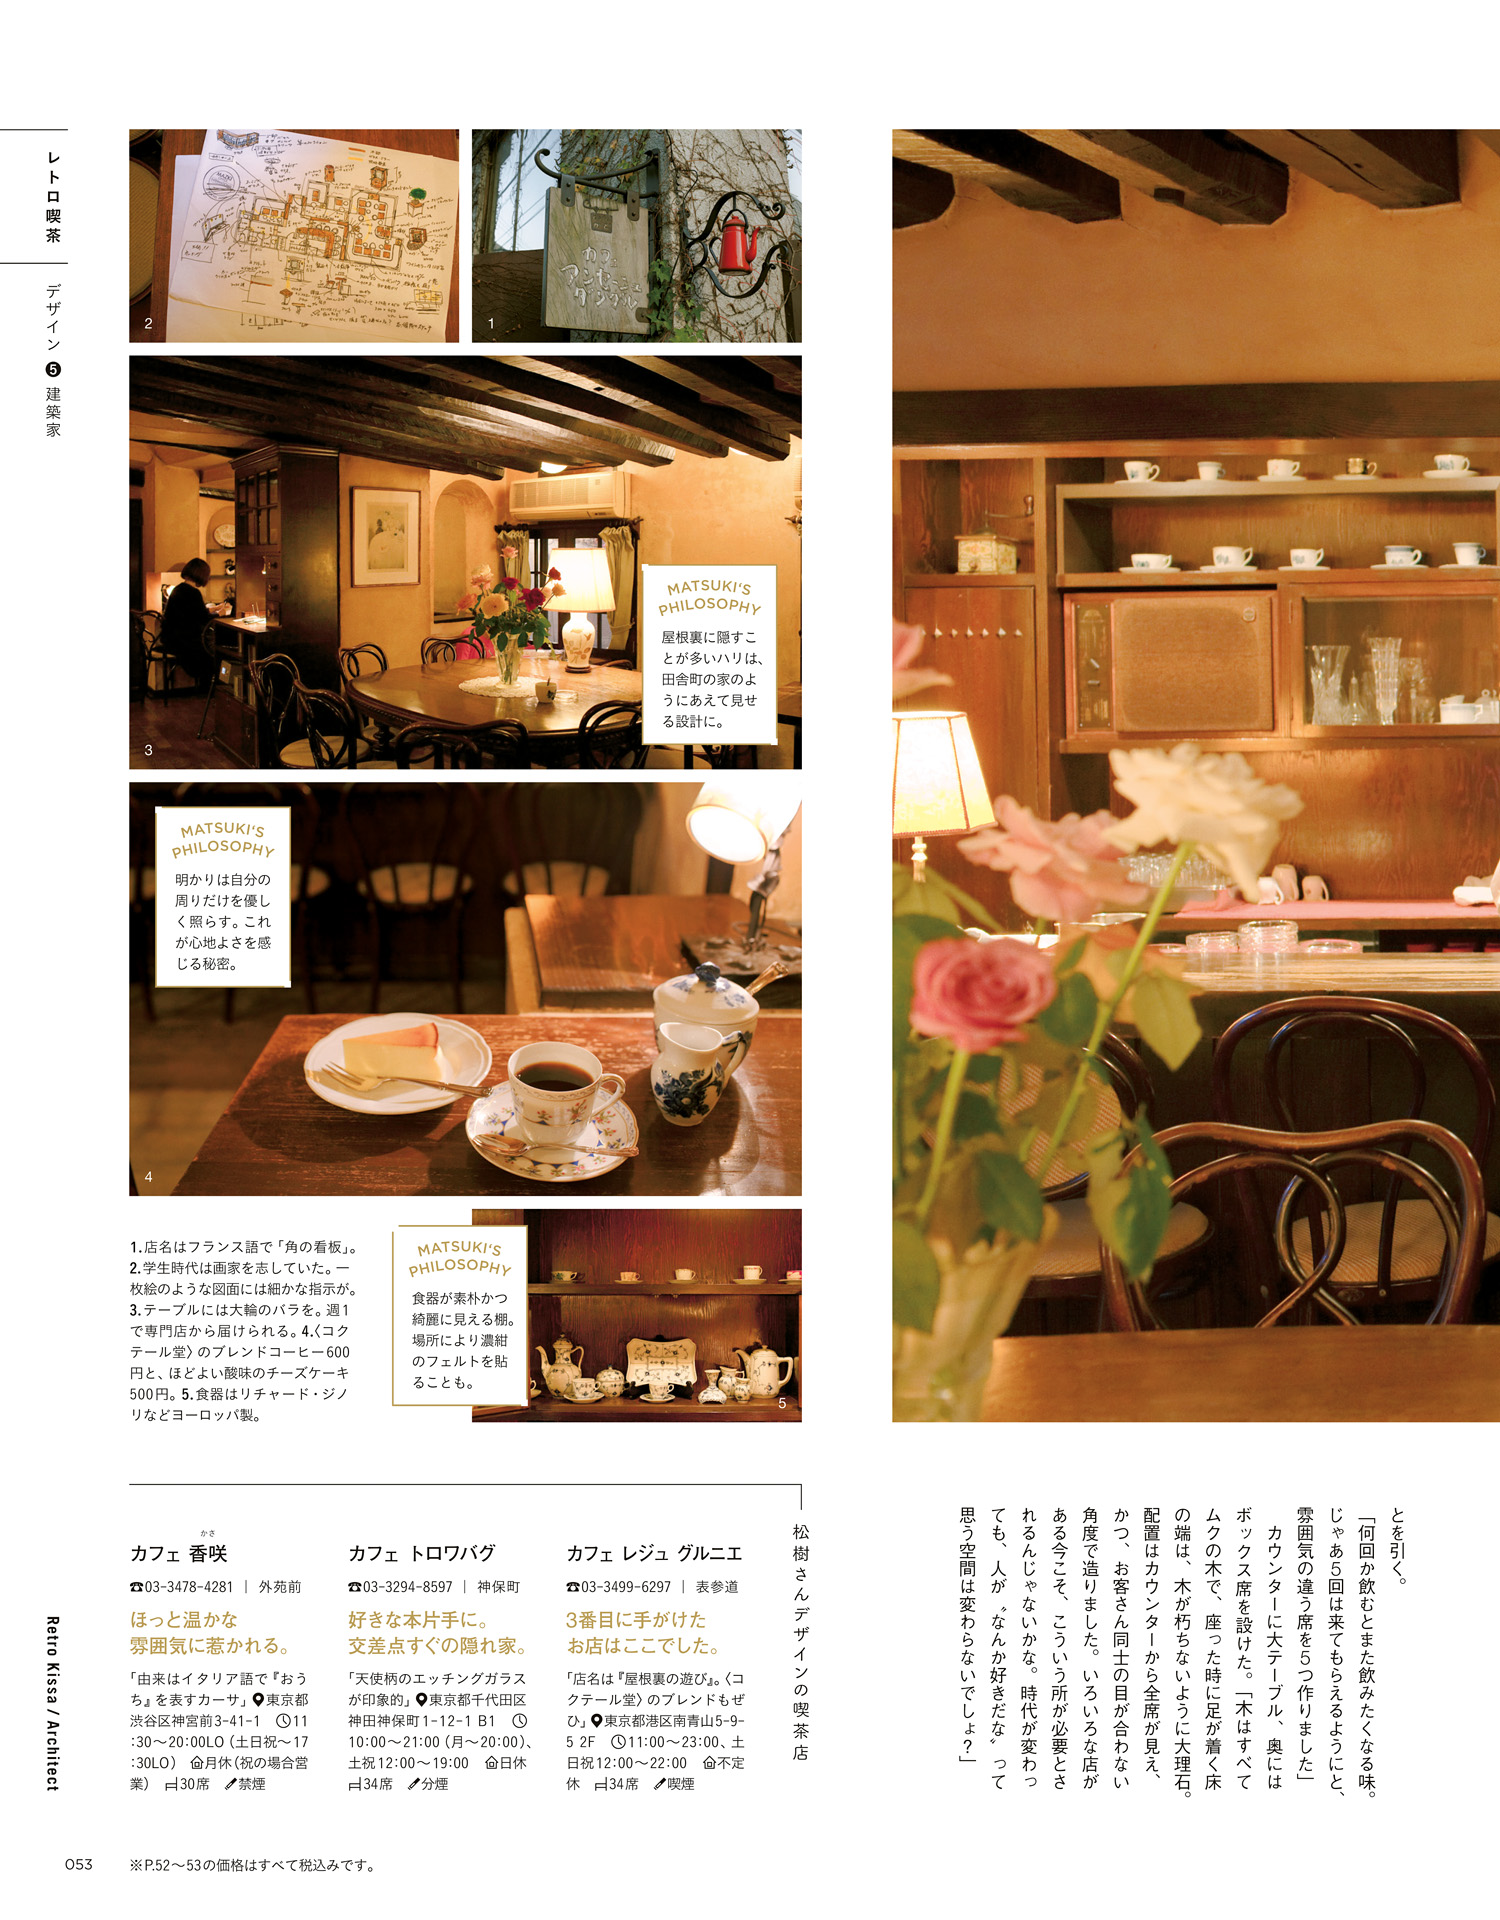 レトロ喫茶
デザイン❺建築家
カフェ
アンセーニュ
ダングル
2
1
3
MATSUKI'S
PHILOSOPHY
屋根裏に隠すこ
とが多いハリは、
田舎町の家のよ
うにあえて見せ
る設計に。
MATSUKI'S
PHILOSOPHY
明かりは自分の
周りだけを優し
く照らす。これ
が心地よさを感
じる秘密。
4
MATSUKI'S
PHILOSOPHY
食器が素朴かつ
綺麗に見える棚。
場所により濃紺
のフェルトを貼
ることも。
5
1.店名はフランス語で「角の看板」。
2.学生時代は画家を志していた。一
枚絵のような図面には細かな指示が。
3.テーブルには大輪のバラを。週1
で専門店から届けられる。4.〈コク
テール堂〉のブレンドコーヒー600
円と、ほどよい酸味のチーズケーキ
500円。5.食器はリチャード・ジノ
リなどヨーロッパ製。
とを引く。
「何回か飲むとまた飲みたくなる味。
じゃあ5回は来てもらえるようにと、
雰囲気の違う席を5つ作りました」
カウンターに大テーブル、奥には
ボックス席を設けた。「木はすべて
ムクの木で、座った時に足が着く床
の端は、木が朽ちないように大理石。
配置はカウンターから全席が見え、
かつ、お客さん同士の目が合わない
角度で造りました。いろいろな店が
ある今こそ、こういう所が必要とさ
れるんじゃないかな。時代が変わっ
ても、人が〝なんか好きだな〟って
思う空間は変わらないでしょ?」
松樹さんデザインの喫茶店
カフェ レジュ グルニエ
☎03-3499-6297 | 表参道
3番目に手がけた
お店はここでした。
「店名は『屋根裏の遊び』。〈コ
クテール堂〉のブレンドもぜ
ひ」東京都港区南青山5-9-
5 2F 11:00〜23:00、土
日祝12:00〜22:00 不定
休 34席 喫煙
カフェ トロワバグ
☎03-3294-8597 | 神保町
好きな本片手に。
交差点すぐの隠れ家。
「天使柄のエッチングガラス
が印象的」東京都千代田区
神田神保町1-12-1 B1
10:00〜21:00（月〜20:00）、
土祝12:00〜19:00 日休
34席 分煙
かさ
カフェ 香咲
☎03-3478-4281 | 外苑前
ほっと温かな
雰囲気に惹かれる。
「由来はイタリア語で『おう
ち』を表すカーサ」東京都
渋谷区神宮前3-41-1 11
:30〜20:00LO（土日祝〜17
:30LO） 月休（祝の場合営
業） 30席 禁煙
Retro Kissa / Architect
053
※P.52〜53の価格はすべて税込みです。